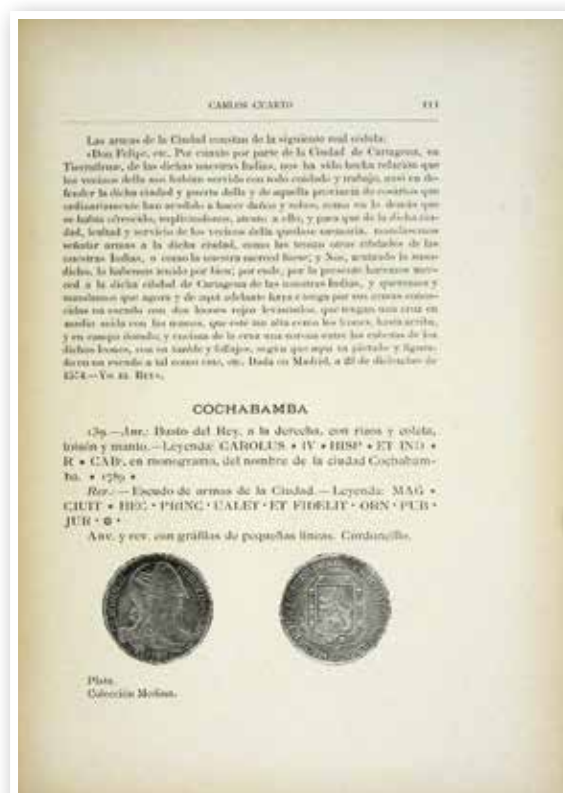 CARLOS CUARTO 111
Las armas de la Ciudad constan de la siguiente real cédula:
«Don Felipe, etc. Por cuanto por parte de la Ciudad de Cartagena, en
Tierrafirme, de las dichas nuestras Indias, nos ha sido hecha relación que
los vecinos della nos habían servido con todo cuidado y trabajo, ansí en de-
fender la dicha ciudad y puerto della y de aquella provincia de cosarios que
ordinariamente han acudido a hacer daños y robos, como en lo demás que
se había ofrescido, suplicándonos, atento a ello, y para que de la dicha ciu-
dad, lealtad y servicio de los vecinos della quedase memoria, mandásemos
señalar armas a la dicha ciudad, como las tenían otras cibdades de las
nuestras Indias, o como la nuestra merced fuese; y Nos, acatando lo suso-
dicho, lo habemos tenido por bien; por ende, por la presente hacemos mer-
ced a la dicha cibdad de Cartagena de las nuestras Indias, y queremos y
mandamos que agora y de aquí adelante haya e tenga por sus armas conos-
cidas un escudo con dos leones rojos levantados, que tengan una cruz en
medio asida con las manos, que esté tan alta como los leones, hasta arriba,
y en campo dorado, y encima de la cruz una corona entre las cabezas de los
dichos leones, con su timble y follajes, según que aquí va pictado y figura-
do en un escudo a tal como este, etc. Dada en Madrid, a 23 de diciembre de
1574.—Yo el Rey».
COCHABAMBA
139.—Anv.: Busto del Rey, a la derecha, con rizos y coleta,
toisón y manto.—Leyenda: CAROLUS • IV • HISP • ET IND •
R • CABª, en monograma, del nombre de la ciudad Cochabam-
ba. • 1789 •
Rev.:—Escudo de armas de la Ciudad.—Leyenda: MAG •
CIUIT • HEC • PRINC • CALET • ET FIDELIT • ORN • PUB •
JUR •
Anv. y rev. con gráfilas de pequeñas líneas. Cordoncillo.
Plata.
Colección Medina.